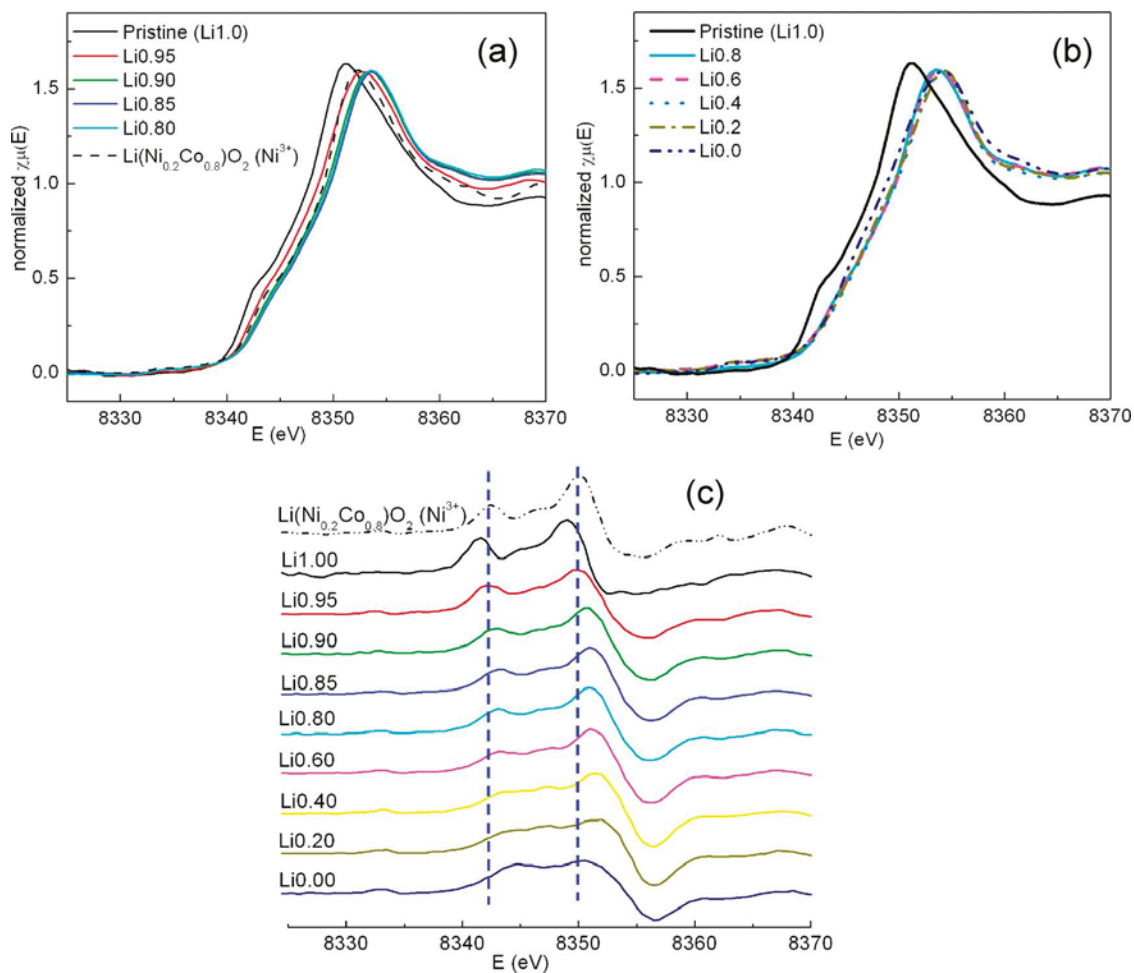 (a)
Pristine (Li1.0)
Li0.95
Li0.90
Li0.85
Li0.80
Li(Ni0.2Co0.8)O2 (Ni3+)
normalized χμ(E)
1.5
1.0
0.5
0.0
8330 8340 8350 8360 8370
E (eV)
(b)
Pristine (Li1.0)
Li0.8
Li0.6
Li0.4
Li0.2
Li0.0
normalized χμ(E)
1.5
1.0
0.5
0.0
8330 8340 8350 8360 8370
E (eV)
(c)
Li(Ni0.2Co0.8)O2 (Ni3+)
Li1.00
Li0.95
Li0.90
Li0.85
Li0.80
Li0.60
Li0.40
Li0.20
Li0.00
8330 8340 8350 8360 8370
E (eV)